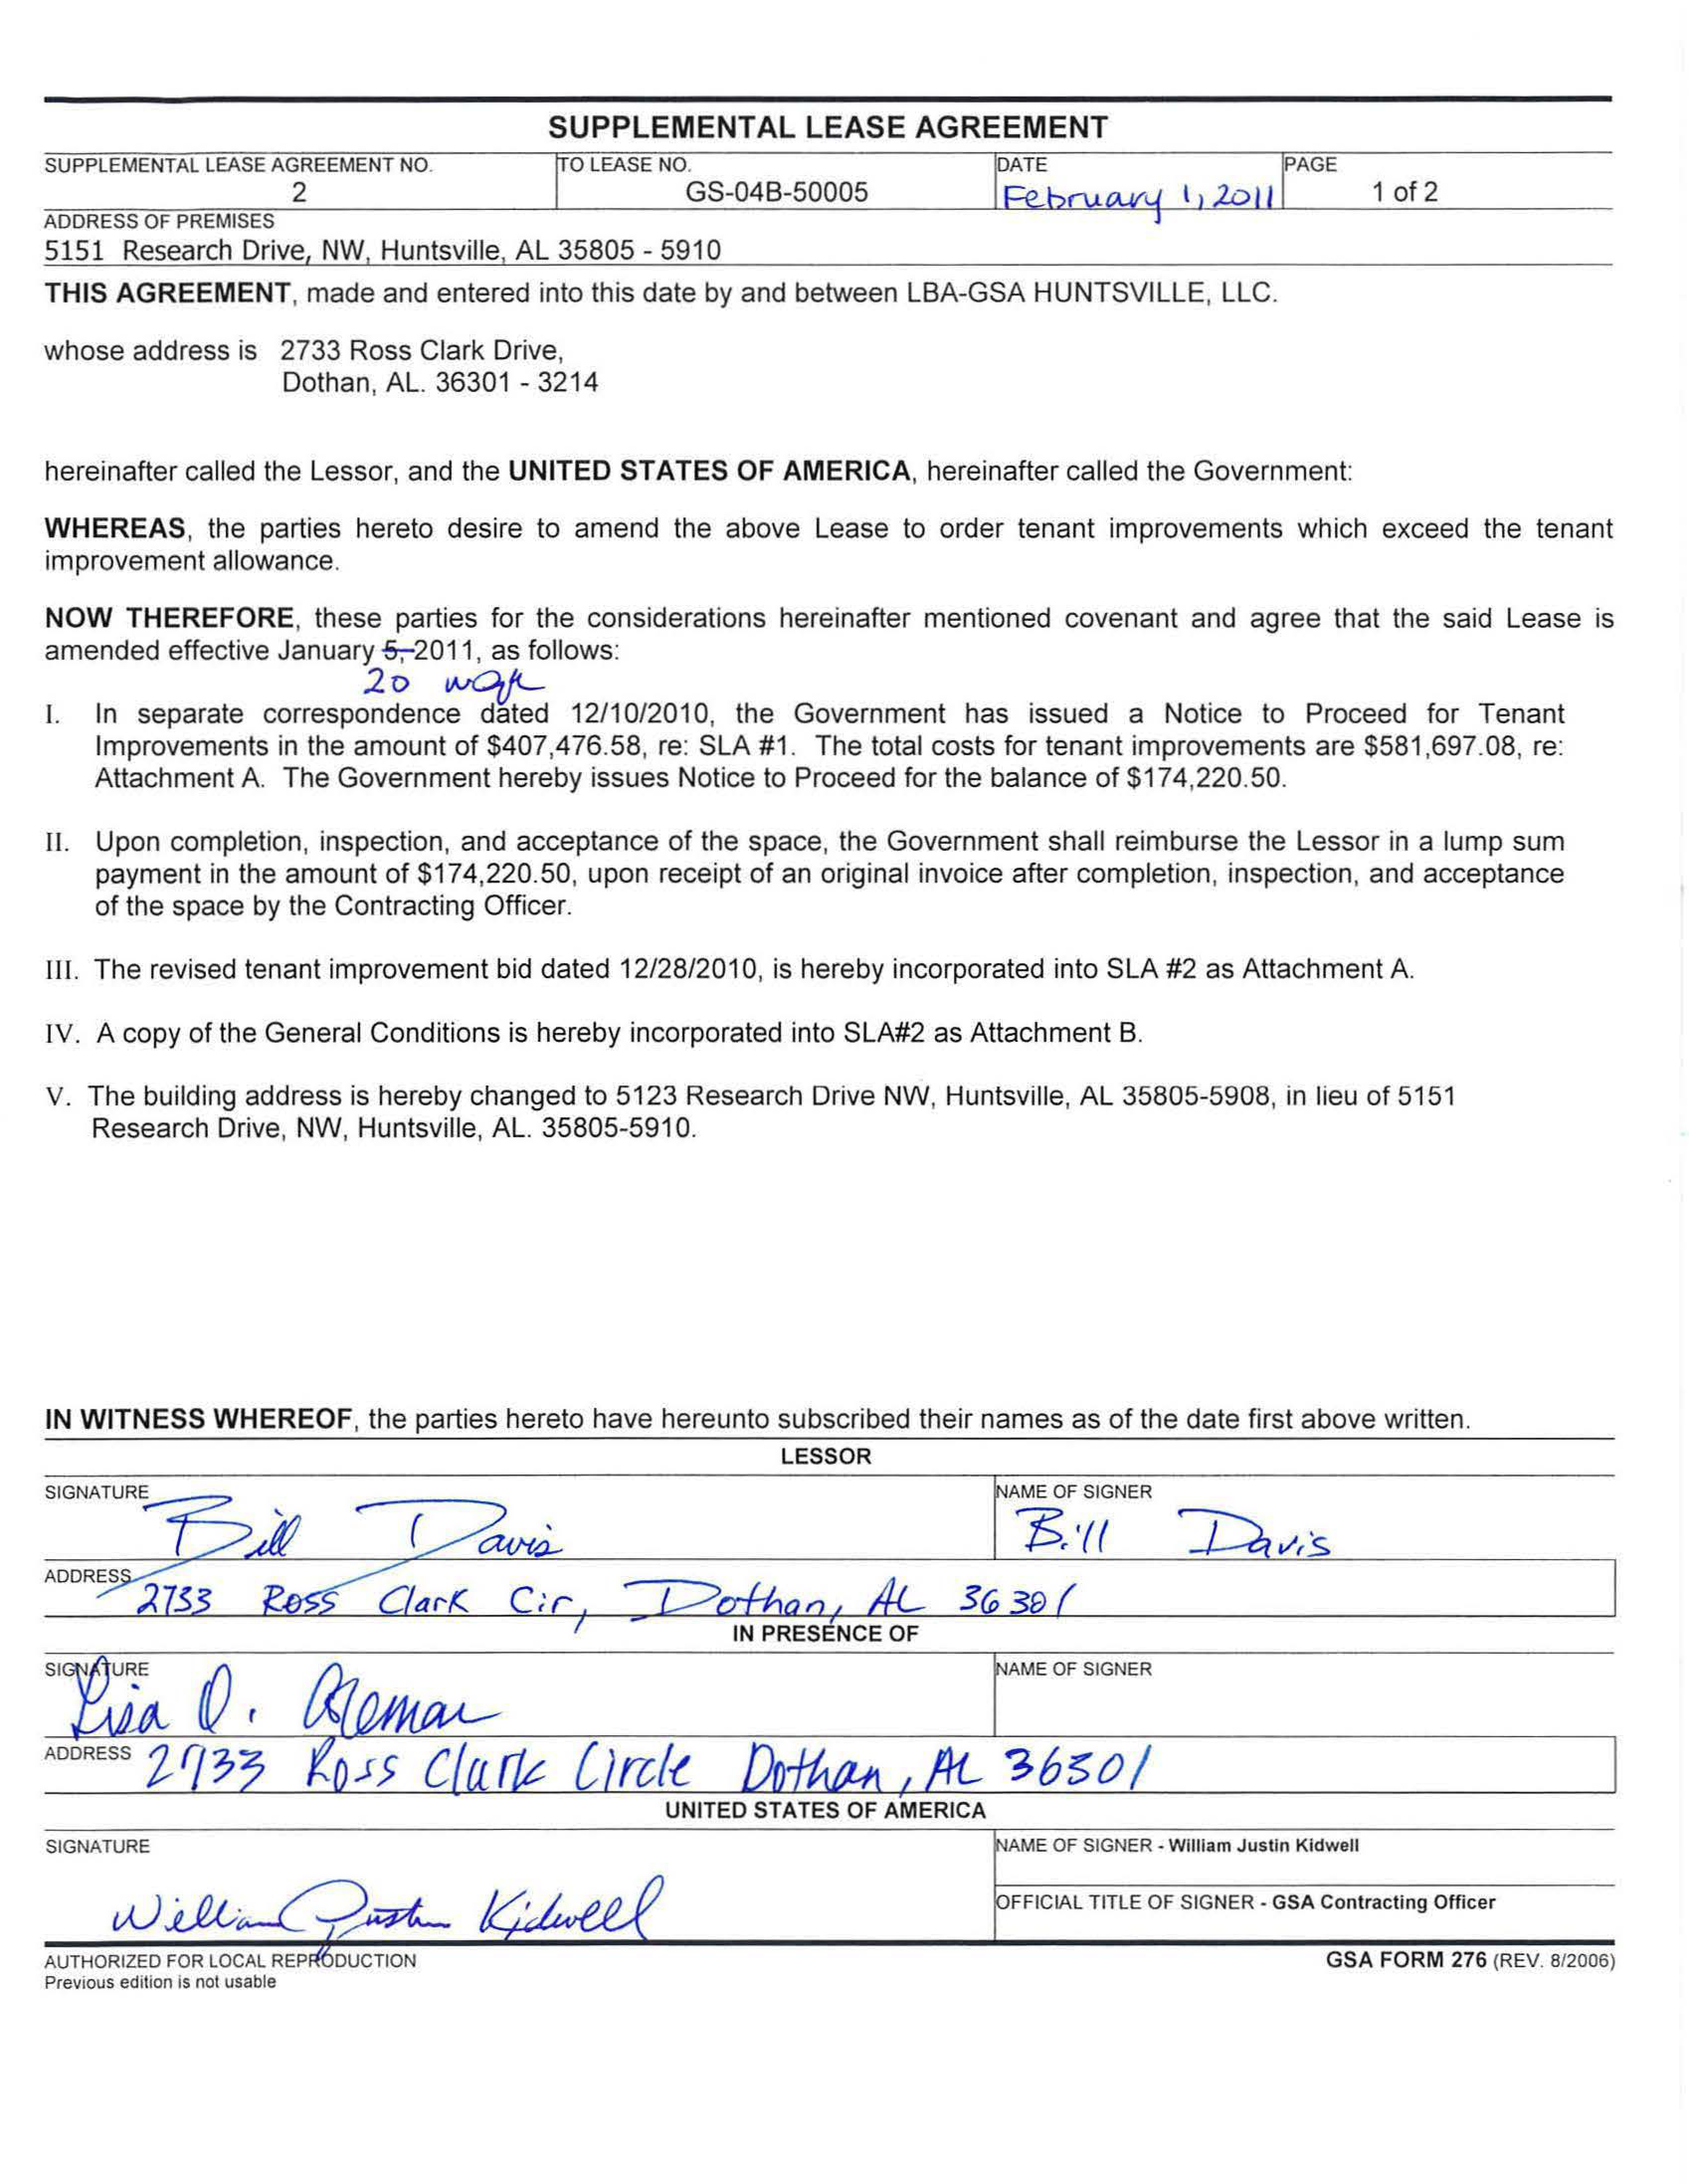 SUPPLEMENTAL LEASE AGREEMENT
SUPPLEMENTAL LEASE AGREEMENT NO.
2
TO LEASE NO.
GS-04B-50005
DATE
February 1, 2011
PAGE
1 of 2
ADDRESS OF PREMISES
5151 Research Drive, NW, Huntsville, AL 35805 - 5910
THIS AGREEMENT, made and entered into this date by and between LBA-GSA HUNTSVILLE, LLC.
whose address is 2733 Ross Clark Drive,
Dothan, AL. 36301 - 3214
hereinafter called the Lessor, and the UNITED STATES OF AMERICA, hereinafter called the Government:
WHEREAS, the parties hereto desire to amend the above Lease to order tenant improvements which exceed the tenant
improvement allowance.
NOW THEREFORE, these parties for the considerations hereinafter mentioned covenant and agree that the said Lease is
amended effective January 5, 2011, as follows:
20
I. In separate correspondence dated 12/10/2010, the Government has issued a Notice to Proceed for Tenant
Improvements in the amount of $407,476.58, re: SLA #1. The total costs for tenant improvements are $581,697.08, re:
Attachment A. The Government hereby issues Notice to Proceed for the balance of $174,220.50.
II. Upon completion, inspection, and acceptance of the space, the Government shall reimburse the Lessor in a lump sum
payment in the amount of $174,220.50, upon receipt of an original invoice after completion, inspection, and acceptance
of the space by the Contracting Officer.
III. The revised tenant improvement bid dated 12/28/2010, is hereby incorporated into SLA #2 as Attachment A.
IV. A copy of the General Conditions is hereby incorporated into SLA#2 as Attachment B.
V. The building address is hereby changed to 5123 Research Drive NW, Huntsville, AL 35805-5908, in lieu of 5151
Research Drive, NW, Huntsville, AL. 35805-5910.
IN WITNESS WHEREOF, the parties hereto have hereunto subscribed their names as of the date first above written.
LESSOR
SIGNATURE
Bill Davis
NAME OF SIGNER
Bill Davis
ADDRESS
2733 Ross Clark Cir, Dothan, AL 36301
IN PRESENCE OF
SIGNATURE
Lisa O.
NAME OF SIGNER
ADDRESS
2733 Ross Clark Circle Dothan, AL 36301
UNITED STATES OF AMERICA
SIGNATURE
William Justin Kidwell
NAME OF SIGNER - William Justin Kidwell
OFFICIAL TITLE OF SIGNER - GSA Contracting Officer
AUTHORIZED FOR LOCAL REPRODUCTION
Previous edition is not usable
GSA FORM 276 (REV. 8/2006)